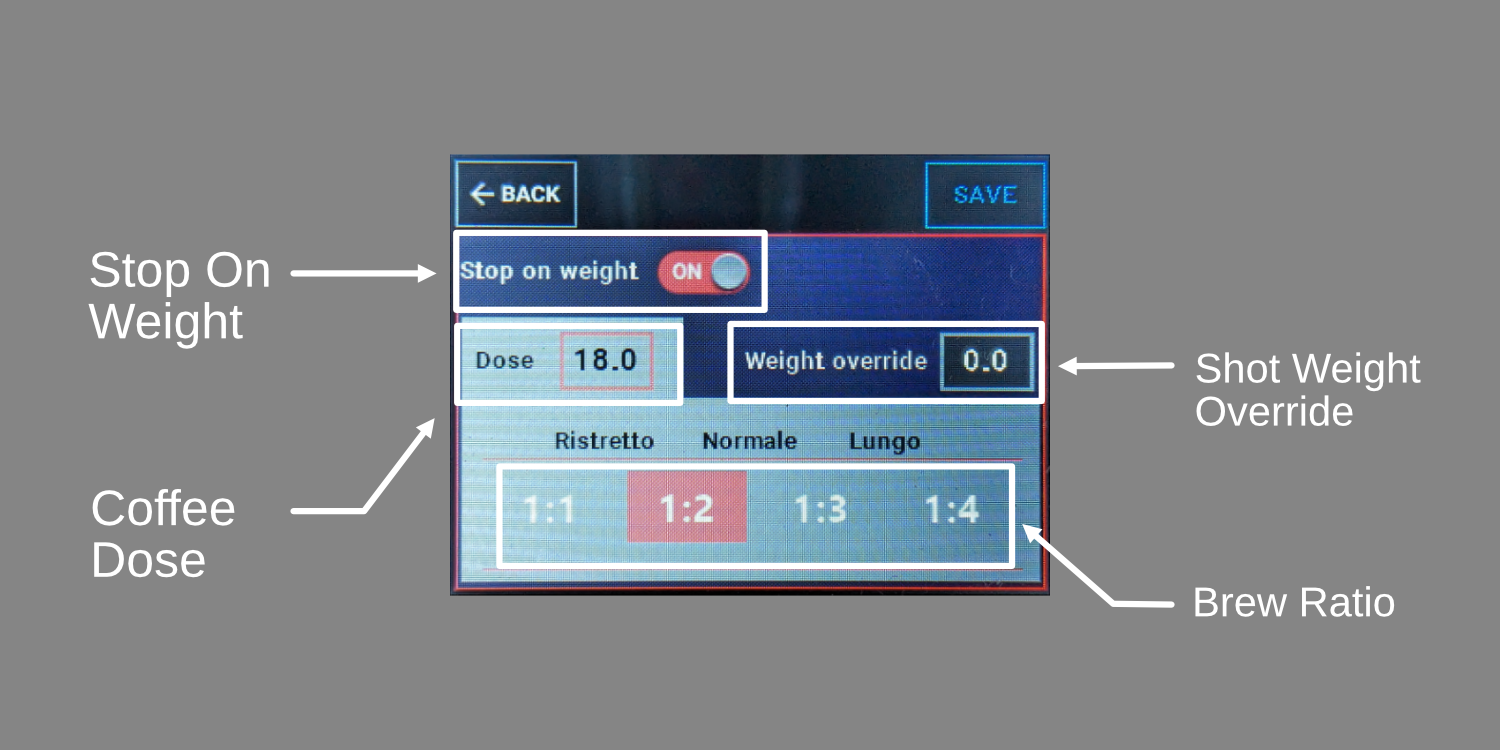 ← BACK
SAVE
Stop On
Weight
Stop on weight ON
Dose 18.0
Weight override 0.0
Shot Weight
Override
Ristretto Normale Lungo
1:1 1:2 1:3 1:4
Coffee
Dose
Brew Ratio